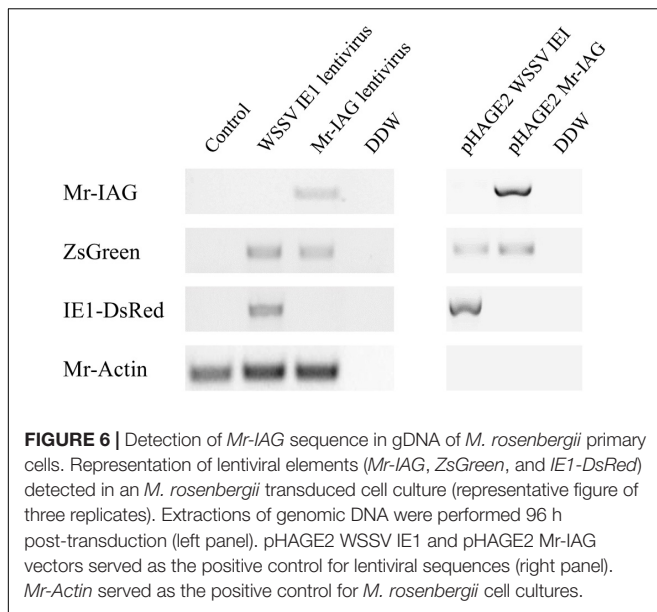 Control
WSSV IE1 lentivirus
Mr-IAG lentivirus
DDW
pHAGE2 WSSV IEI
pHAGE2 Mr-IAG
DDW
Mr-IAG
ZsGreen
IE1-DsRed
Mr-Actin
FIGURE 6 | Detection of Mr-IAG sequence in gDNA of M. rosenbergii primary
cells. Representation of lentiviral elements (Mr-IAG, ZsGreen, and IE1-DsRed)
detected in an M. rosenbergii transduced cell culture (representative figure of
three replicates). Extractions of genomic DNA were performed 96 h
post-transduction (left panel). pHAGE2 WSSV IE1 and pHAGE2 Mr-IAG
vectors served as the positive control for lentiviral sequences (right panel).
Mr-Actin served as the positive control for M. rosenbergii cell cultures.